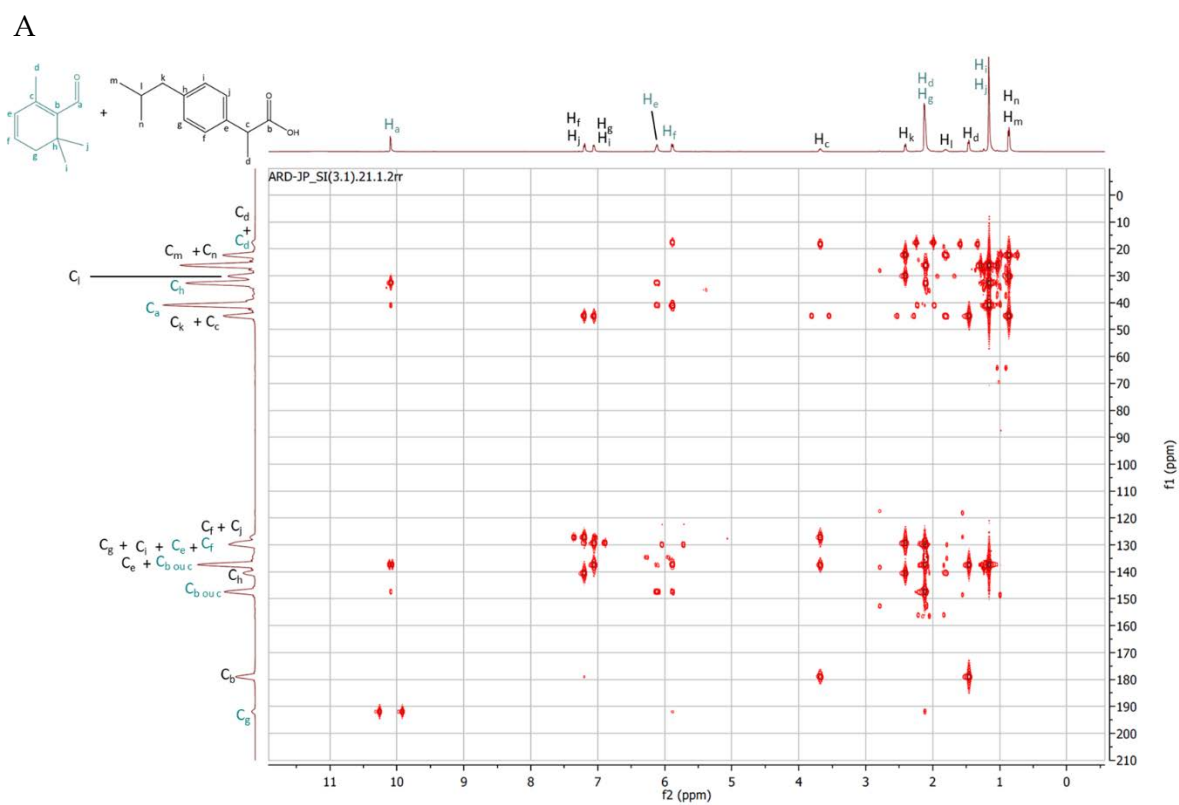 A
d
O
c
b
a
e
f
g
h
j
i
+
m
k
l
n
h
i
j
g
f
e
c
b
O
OH
d
Ha
Hf
Hj
Hg
Hi
He
Hf
Hc
Hk
Hd
Hg
Hl
Hd
Hi
Hj
Hn
Hm
ARD-JP_SI(3.1).21.1.2rr
Cd
+
Cd
Cm + Cn
Cl
Ch
Ca
Ck + Cc
Cf + Cj
Cg + Ci + Ce + Cf
Ce + Cb ou c
Ch
Cb ou c
Cb
Cg
0
10
20
30
40
50
60
70
80
90
100
110
120
130
140
150
160
170
180
190
200
210
f1 (ppm)
11 10 9 8 7 6 5 4 3 2 1 0
f2 (ppm)